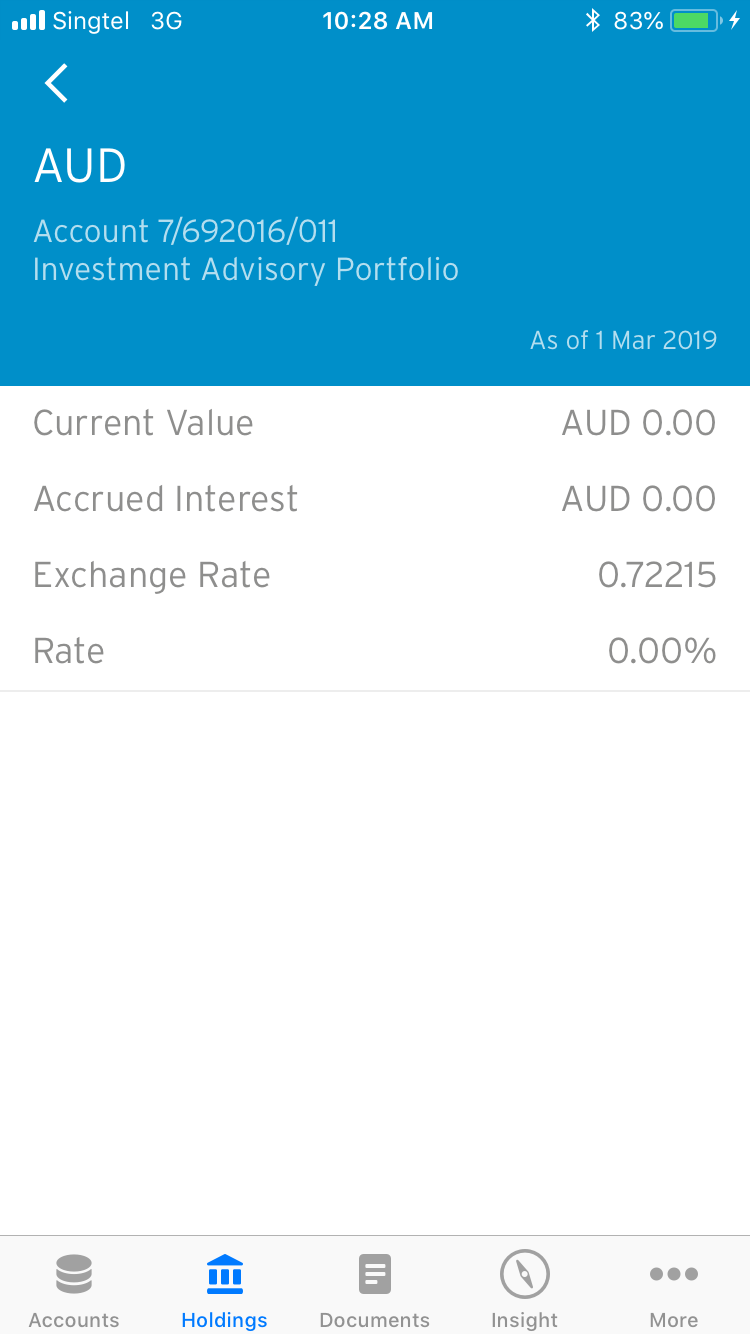 Singtel 3G 10:28 AM 83%
AUD
Account 7/692016/011
Investment Advisory Portfolio
As of 1 Mar 2019
Current Value AUD 0.00
Accrued Interest AUD 0.00
Exchange Rate 0.72215
Rate 0.00%
Accounts Holdings Documents Insight More